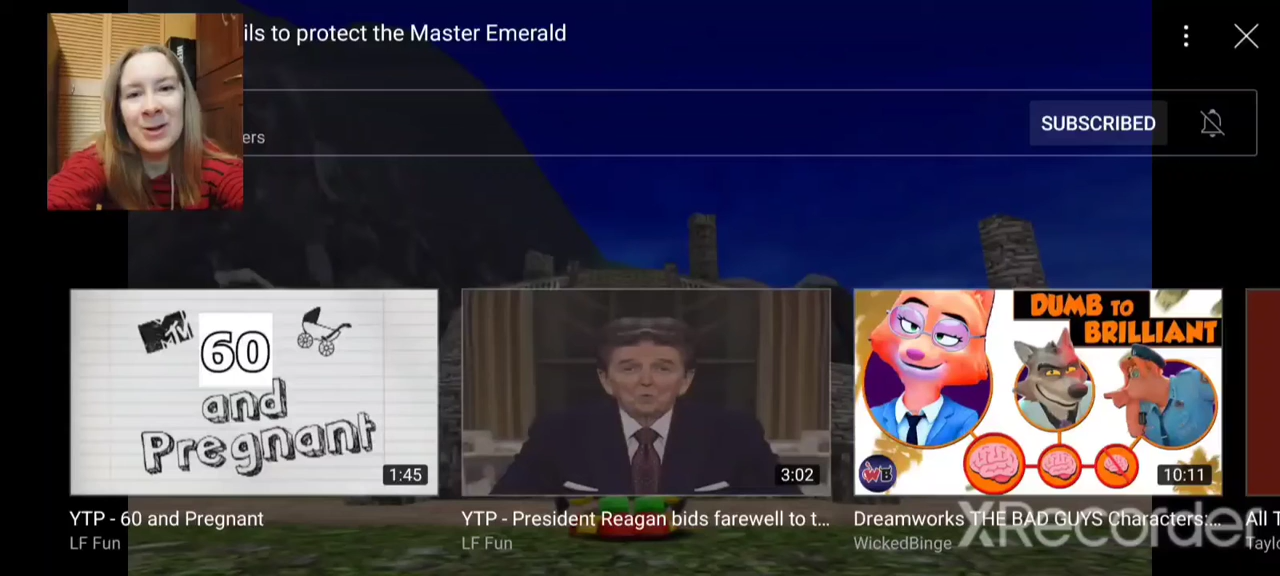 ils to protect the Master Emerald
ers
SUBSCRIBED
MTV
60
and
Pregnant
1:45
3:02
DUMB TO
BRILLIANT
WB
10:11
YTP - 60 and Pregnant
LF Fun
YTP - President Reagan bids farewell to t...
LF Fun
Dreamworks THE BAD GUYS Characters:...
WickedBinge
All T
Taylo
XRecorder